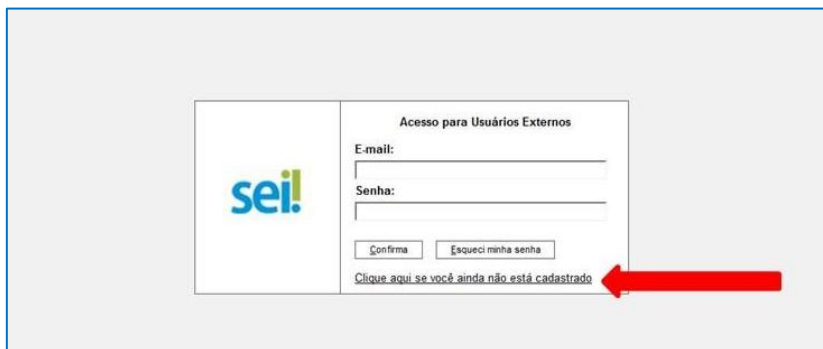 Acesso para Usuários Externos
E-mail:
sei!
Senha:
Confirma Esqueci minha senha
Clique aqui se você ainda não está cadastrado